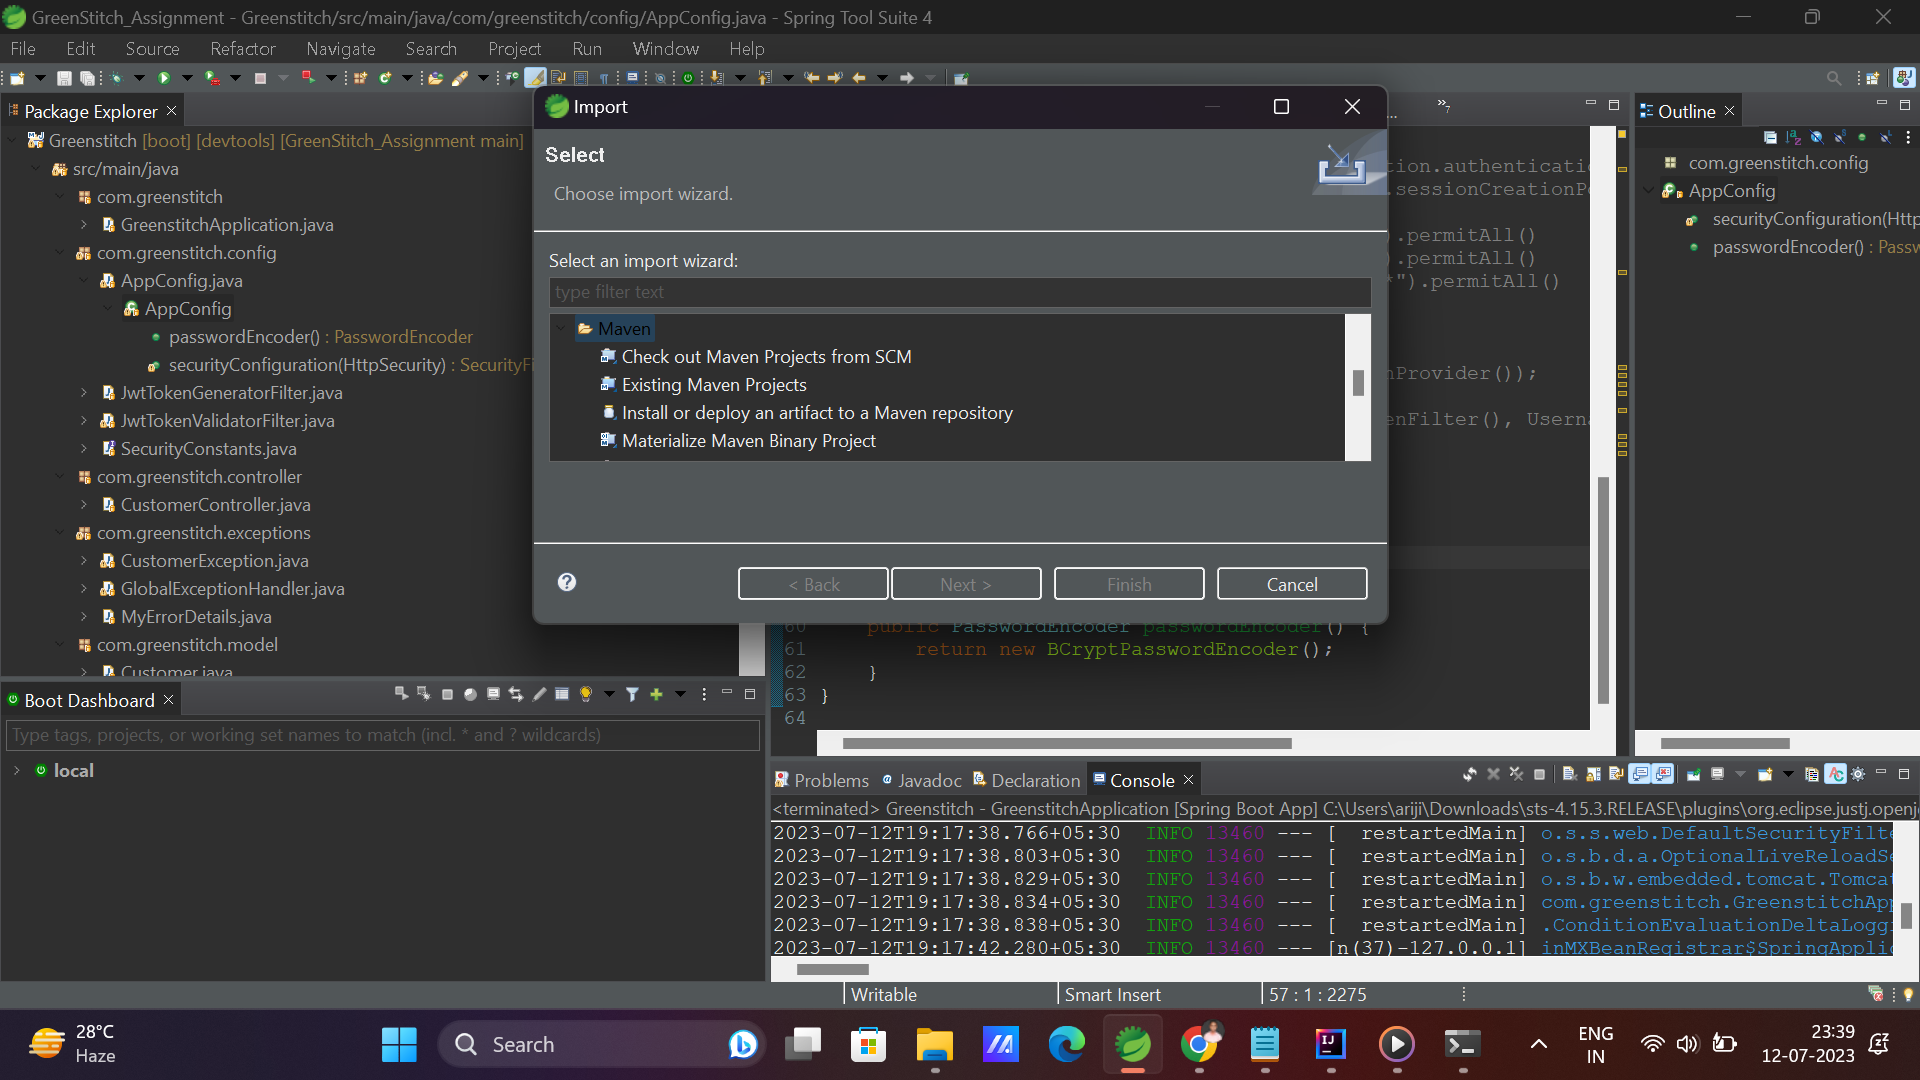 GreenStitch_Assignment - Greenstitch/src/main/java/com/greenstitch/config/AppConfig.java - Spring Tool Suite 4
File Edit Source Refactor Navigate Search Project Run Window Help
Package Explorer
Greenstitch [boot] [devtools] [GreenStitch_Assignment main]
src/main/java
com.greenstitch
GreenstitchApplication.java
com.greenstitch.config
AppConfig.java
AppConfig
passwordEncoder() : PasswordEncoder
securityConfiguration(HttpSecurity) : SecurityFi
JwtTokenGeneratorFilter.java
JwtTokenValidatorFilter.java
SecurityConstants.java
com.greenstitch.controller
CustomerController.java
com.greenstitch.exceptions
CustomerException.java
GlobalExceptionHandler.java
MyErrorDetails.java
com.greenstitch.model
Customer.java
Import
Select
Choose import wizard.
Select an import wizard:
type filter text
Maven
Check out Maven Projects from SCM
Existing Maven Projects
Install or deploy an artifact to a Maven repository
Materialize Maven Binary Project
< Back Next > Finish Cancel
... »7
tion.authenticatio
.sessionCreationPo
).permitAll()
).permitAll()
*").permitAll()
nProvider());
enFilter(), Userna
60 public PasswordEncoder passwordEncoder() {
61 return new BCryptPasswordEncoder();
62 }
63 }
64
Outline
com.greenstitch.config
AppConfig
securityConfiguration(Http
passwordEncoder() : Passw
Boot Dashboard
Type tags, projects, or working set names to match (incl. * and ? wildcards)
local
Problems Javadoc Declaration Console
<terminated> Greenstitch - GreenstitchApplication [Spring Boot App] C:\Users\ariji\Downloads\sts-4.15.3.RELEASE\plugins\org.eclipse.justj.openj
2023-07-12T19:17:38.766+05:30 INFO 13460 --- [ restartedMain] o.s.s.web.DefaultSecurityFilte
2023-07-12T19:17:38.803+05:30 INFO 13460 --- [ restartedMain] o.s.b.d.a.OptionalLiveReloadSe
2023-07-12T19:17:38.829+05:30 INFO 13460 --- [ restartedMain] o.s.b.w.embedded.tomcat.Tomcat
2023-07-12T19:17:38.834+05:30 INFO 13460 --- [ restartedMain] com.greenstitch.GreenstitchApp
2023-07-12T19:17:38.838+05:30 INFO 13460 --- [ restartedMain] .ConditionEvaluationDeltaLoggi
2023-07-12T19:17:42.280+05:30 INFO 13460 --- [n(37)-127.0.0.1] inMXBeanRegistrar$SpringApplic
Writable Smart Insert 57 : 1 : 2275
28°C
Haze
Search
ENG
IN
23:39
12-07-2023